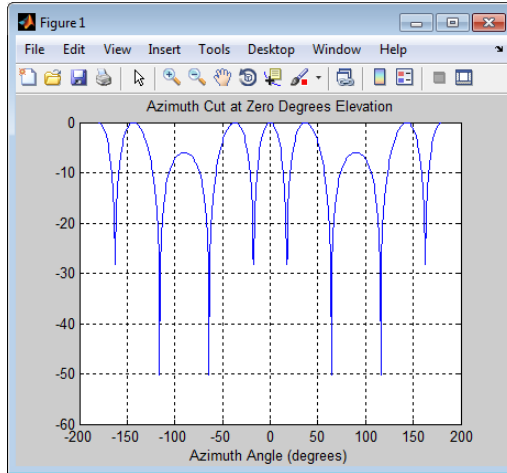 Figure 1
File Edit View Insert Tools Desktop Window Help
Azimuth Cut at Zero Degrees Elevation
0
-10
-20
-30
-40
-50
-60
-200 -150 -100 -50 0 50 100 150 200
Azimuth Angle (degrees)